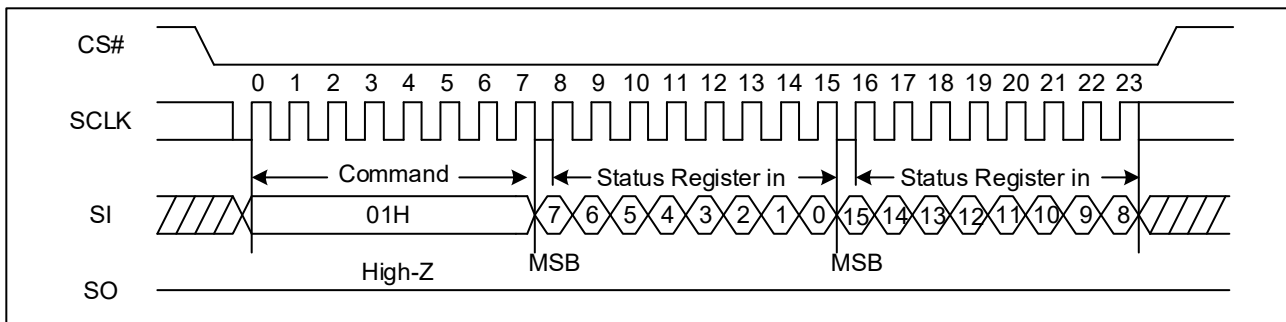 CS#
0 1 2 3 4 5 6 7 8 9 10 11 12 13 14 15 16 17 18 19 20 21 22 23
SCLK
Command Status Register in Status Register in
SI 01H 7 6 5 4 3 2 1 0 15 14 13 12 11 10 9 8
MSB MSB
High-Z
SO